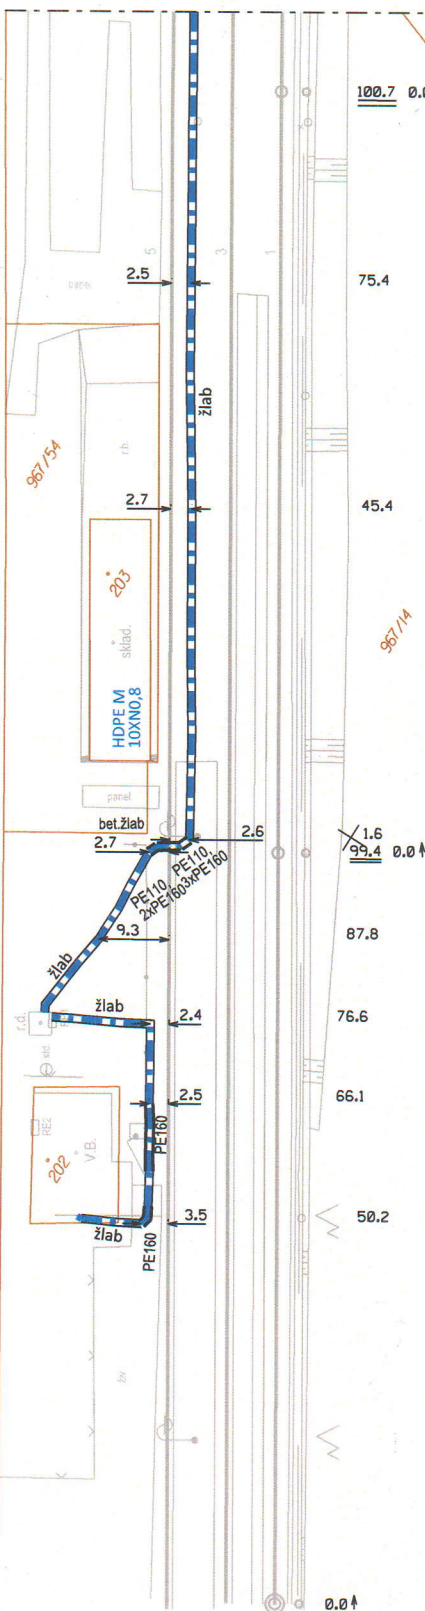 100.7 0.0
5 3 1
2.5 75.4
žlab
967/54
r.b.
2.7 45.4
203
967/14
sklad.
HDPE M
10XN0,8
panel
bet.žlab 2.6 1.6
2.7 99.4 0.0
PE110,
3xPE160
PE110,
2xPE160
9.3 87.8
žlab
žlab
r.d. 2.4 76.6
std.
2.5 66.1
RE2
V.B.
PE160
202
3.5 50.2
žlab
PE160
0.0